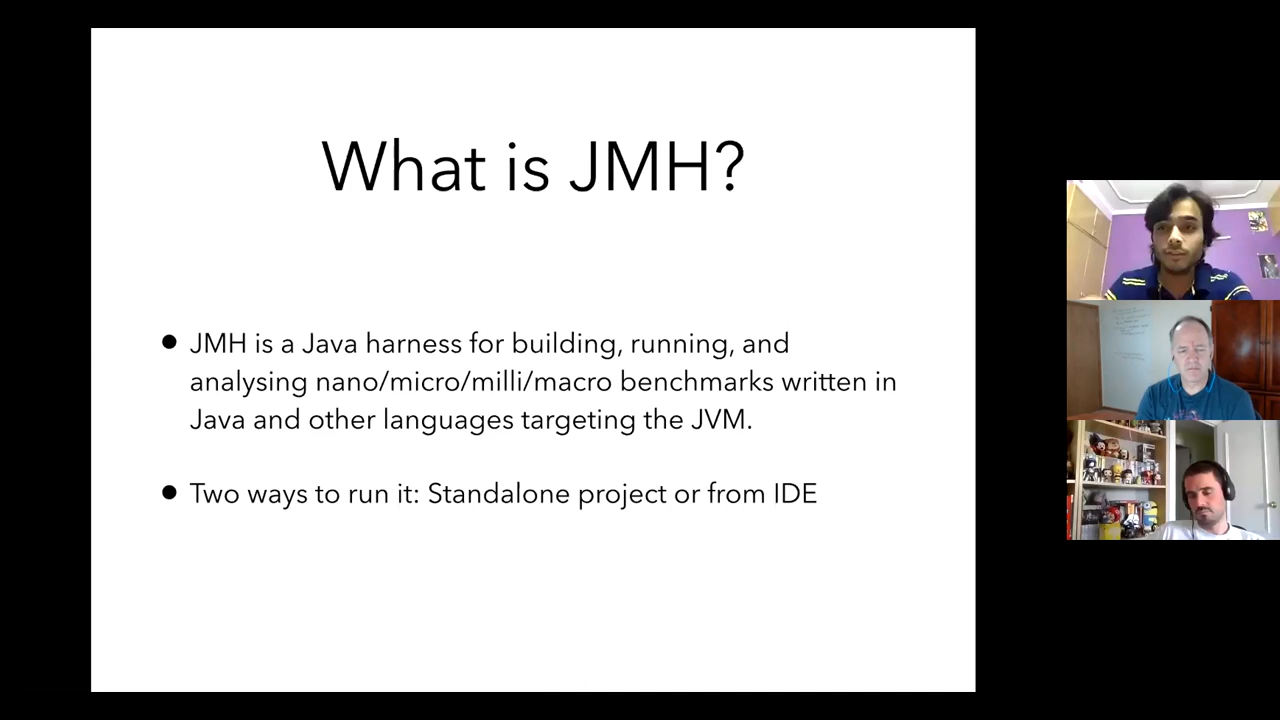 What is JMH?
● JMH is a Java harness for building, running, and
analysing nano/micro/milli/macro benchmarks written in
Java and other languages targeting the JVM.
● Two ways to run it: Standalone project or from IDE